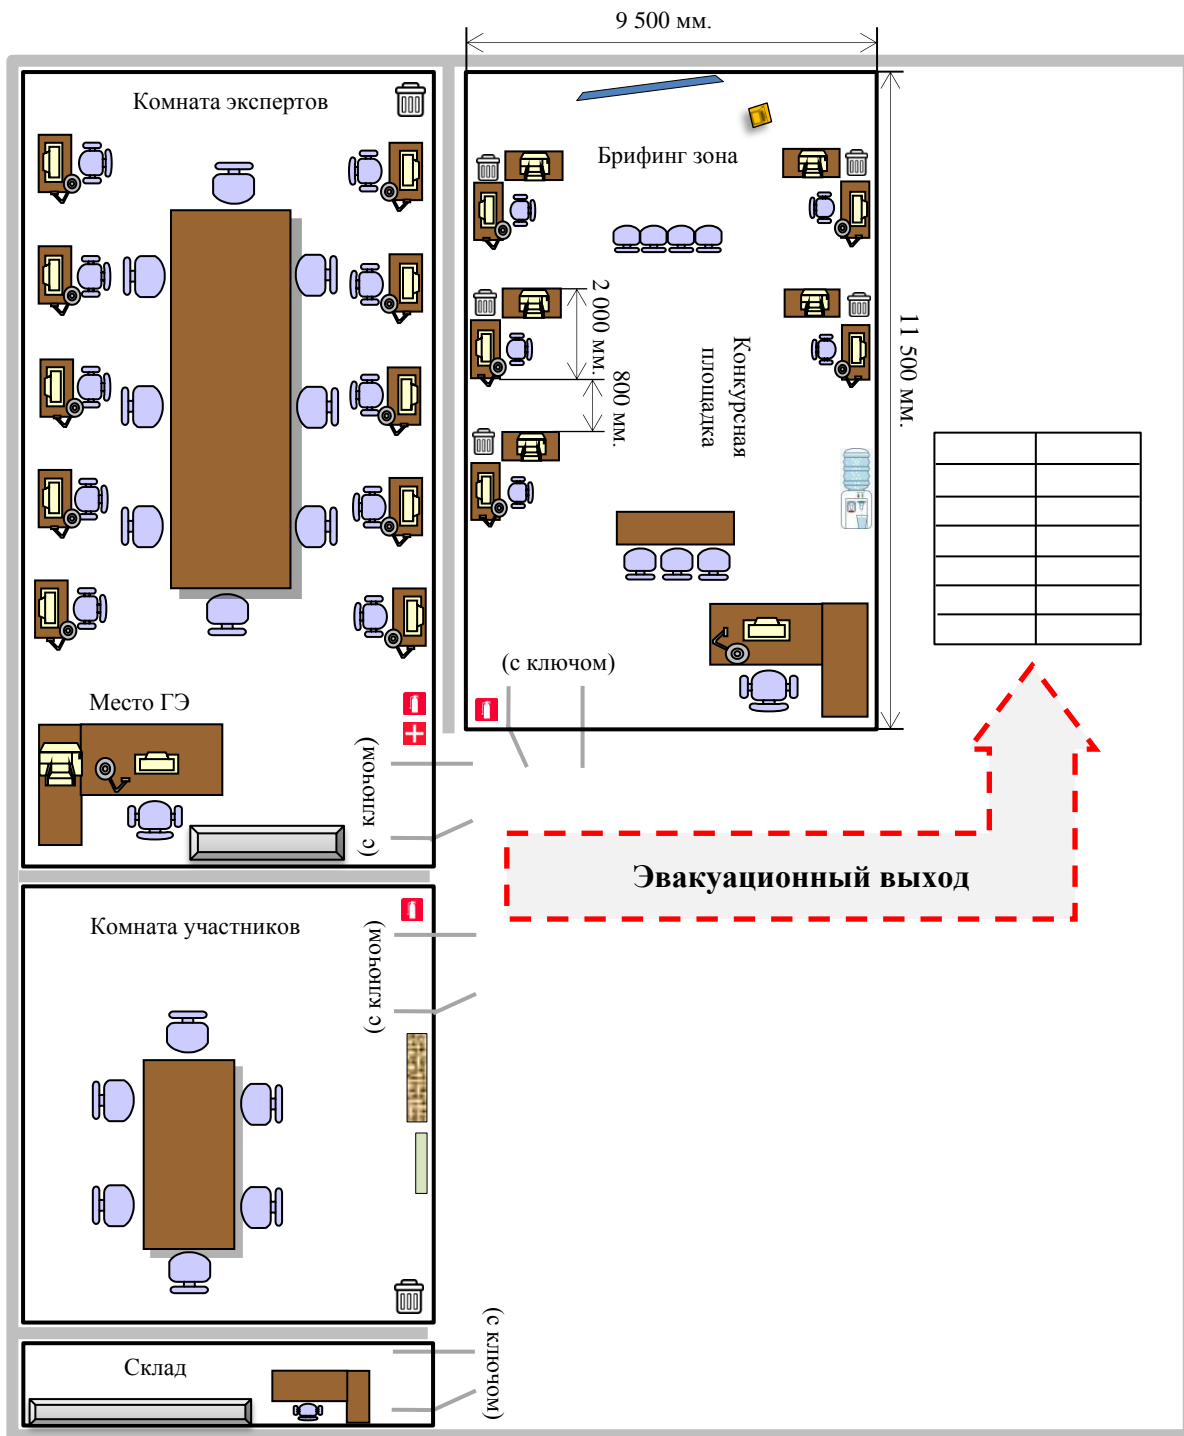 9 500 мм.
Комната экспертов
Брифинг зона
2 000 мм.
800 мм.
Конкурсная
площадка
11 500 мм.
(с ключом)
Место ГЭ
(с ключом)
Эвакуационный выход
Комната участников
(с ключом)
(с ключом)
Склад